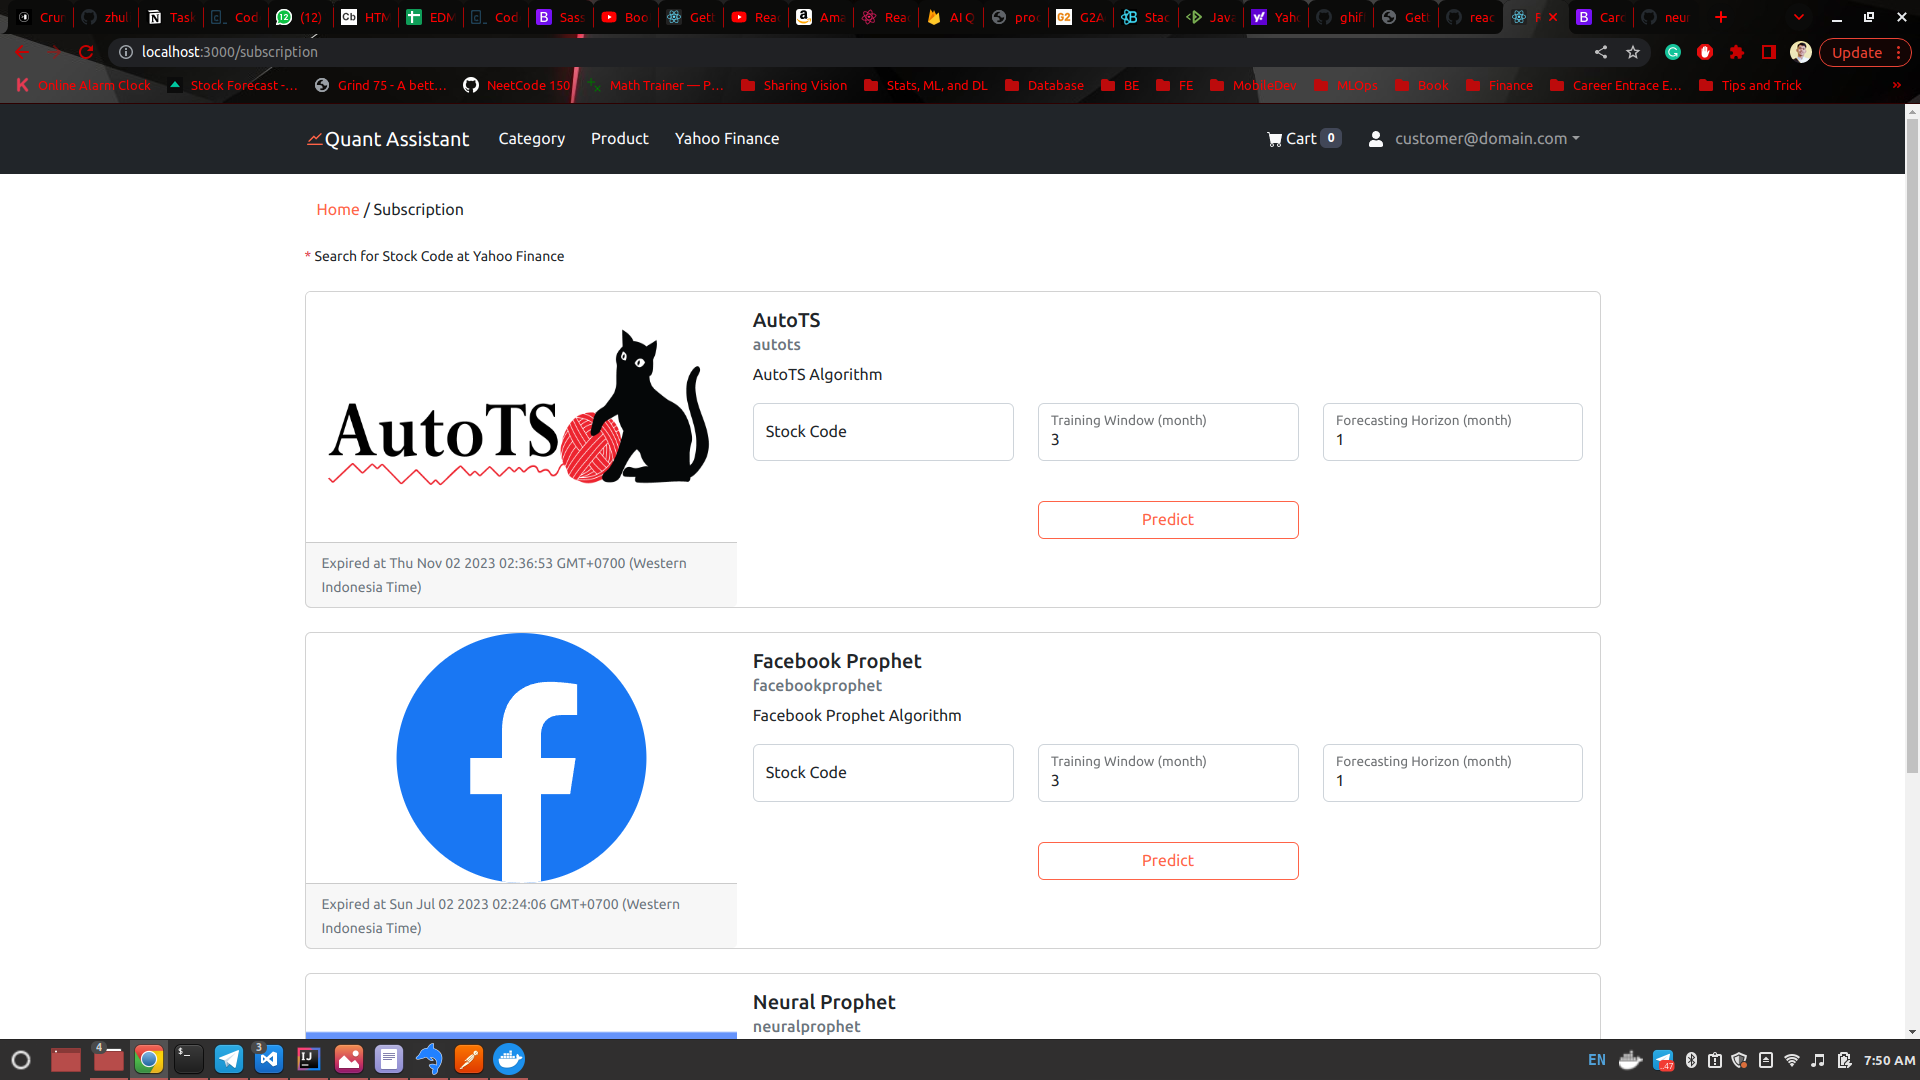 Crun
zhul
Task
Cod
(12)
HTM
EDM
Cod
Sass
Boo
Getl
Rea
Ama
Reac
AI Q
proc
G2A
Stac
Java
Yaho
ghif
Gett
reac
Carc
neur
localhost:3000/subscription
Update
Online Alarm Clock
Stock Forecast -...
Grind 75 - A bett...
NeetCode 150
Math Trainer — P...
Sharing Vision
Stats, ML, and DL
Database
BE
FE
MobileDev
MLOps
Book
Finance
Career Entrace E...
Tips and Trick
Quant Assistant
Category
Product
Yahoo Finance
Cart 0
customer@domain.com
Home / Subscription
* Search for Stock Code at Yahoo Finance
AutoTS
AutoTS
autots
AutoTS Algorithm
Stock Code
Training Window (month)
3
Forecasting Horizon (month)
1
Predict
Expired at Thu Nov 02 2023 02:36:53 GMT+0700 (Western
Indonesia Time)
Facebook Prophet
facebookprophet
Facebook Prophet Algorithm
Stock Code
Training Window (month)
3
Forecasting Horizon (month)
1
Predict
Expired at Sun Jul 02 2023 02:24:06 GMT+0700 (Western
Indonesia Time)
Neural Prophet
neuralprophet
4
3
EN
47
7:50 AM